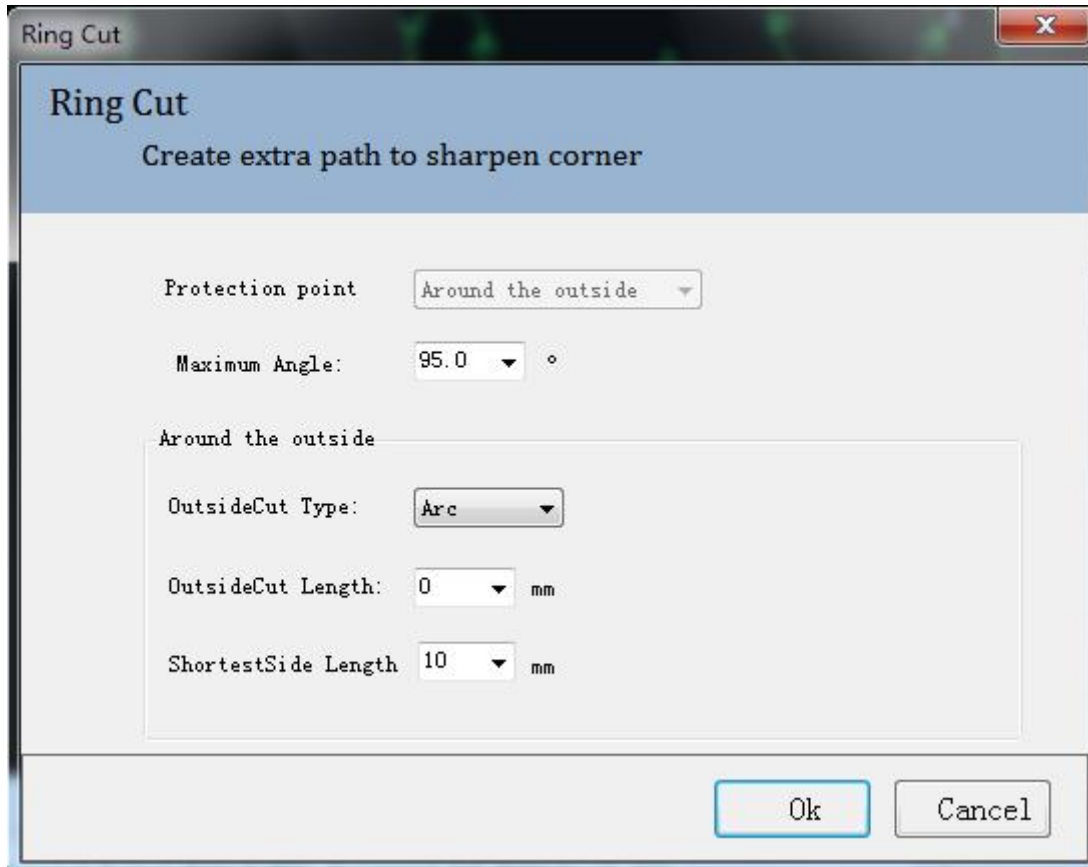 Ring Cut
Ring Cut
Create extra path to sharpen corner
Protection point Around the outside
Maximum Angle: 95.0 °
Around the outside
OutsideCut Type: Arc
OutsideCut Length: 0 mm
ShortestSide Length 10 mm
Ok Cancel